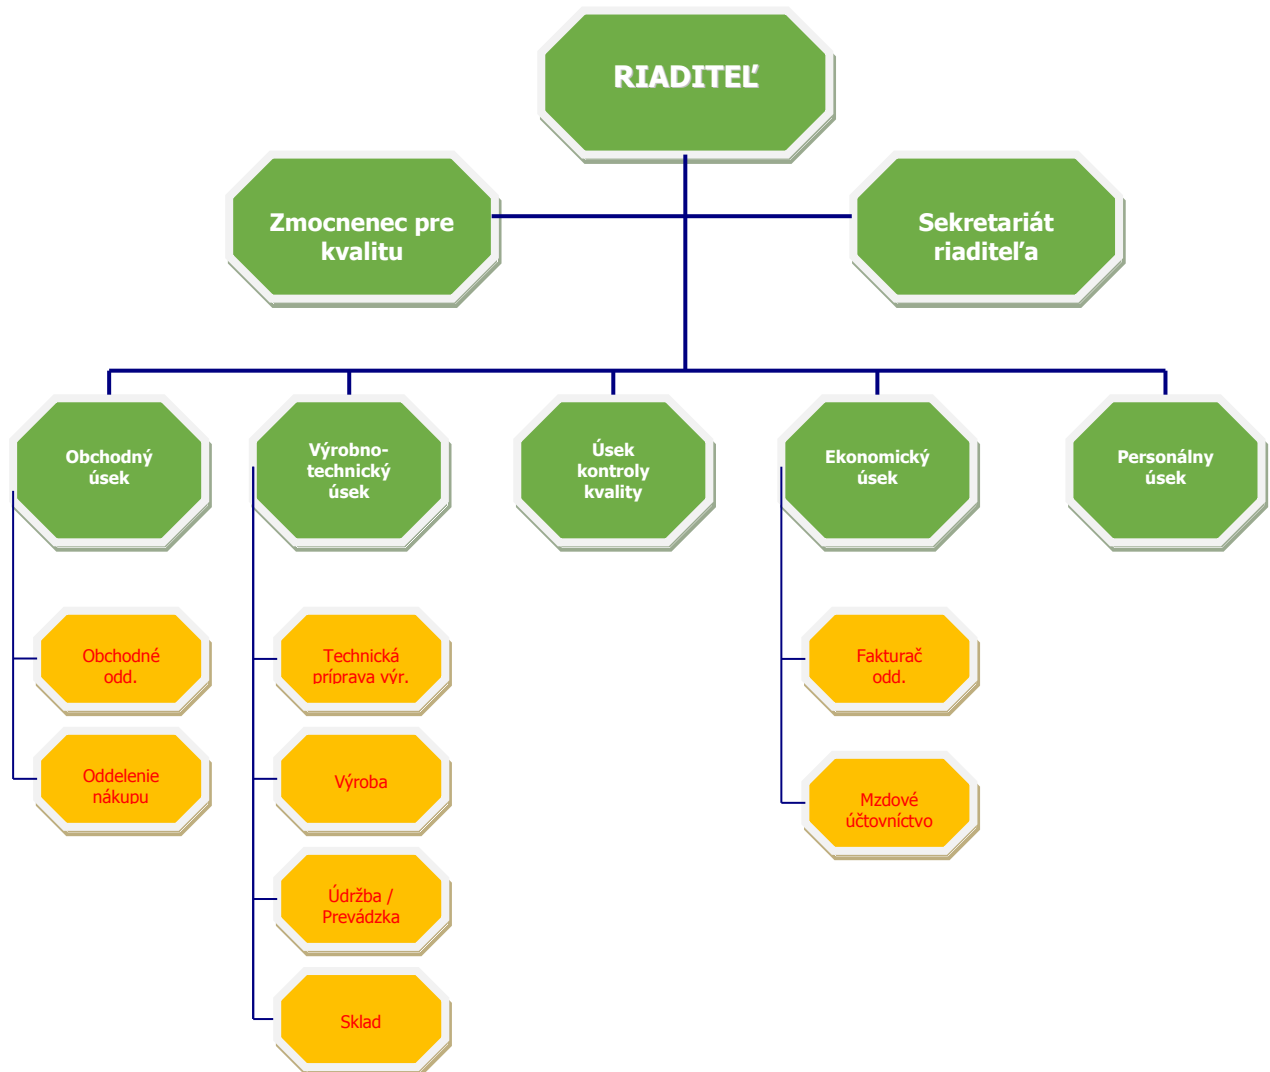 RIADITEĽ
Zmocnenec pre
kvalitu
Sekretariát
riaditeľa
Obchodný
úsek
Výrobno-
technický
úsek
Úsek
kontroly
kvality
Ekonomický
úsek
Personálny
úsek
Obchodné
odd.
Technická
príprava výr.
Fakturač
odd.
Oddelenie
nákupu
Výroba
Mzdové
účtovníctvo
Údržba /
Prevádzka
Sklad